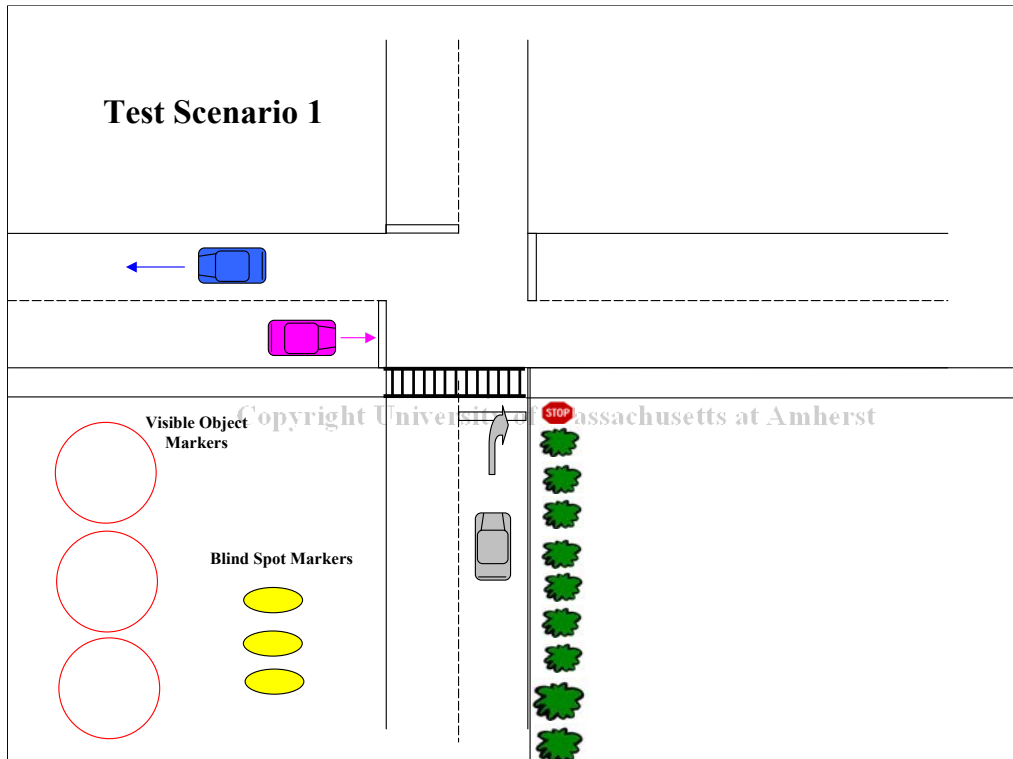 Test Scenario 1
Copyright University of Massachusetts at Amherst
STOP
Visible Object
Markers
Blind Spot Markers